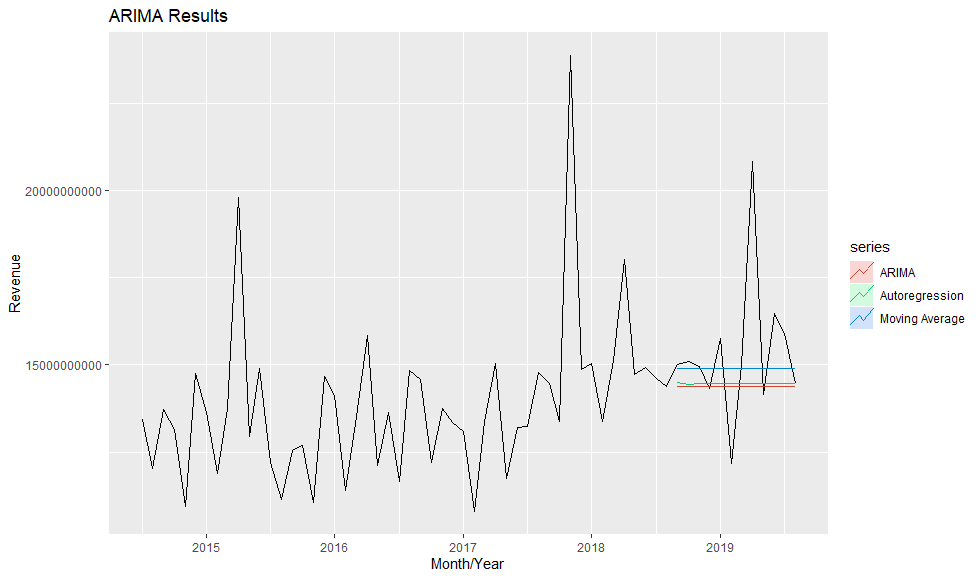 ARIMA Results
Revenue
20000000000
15000000000
2015 2016 2017 2018 2019
Month/Year
series
ARIMA
Autoregression
Moving Average